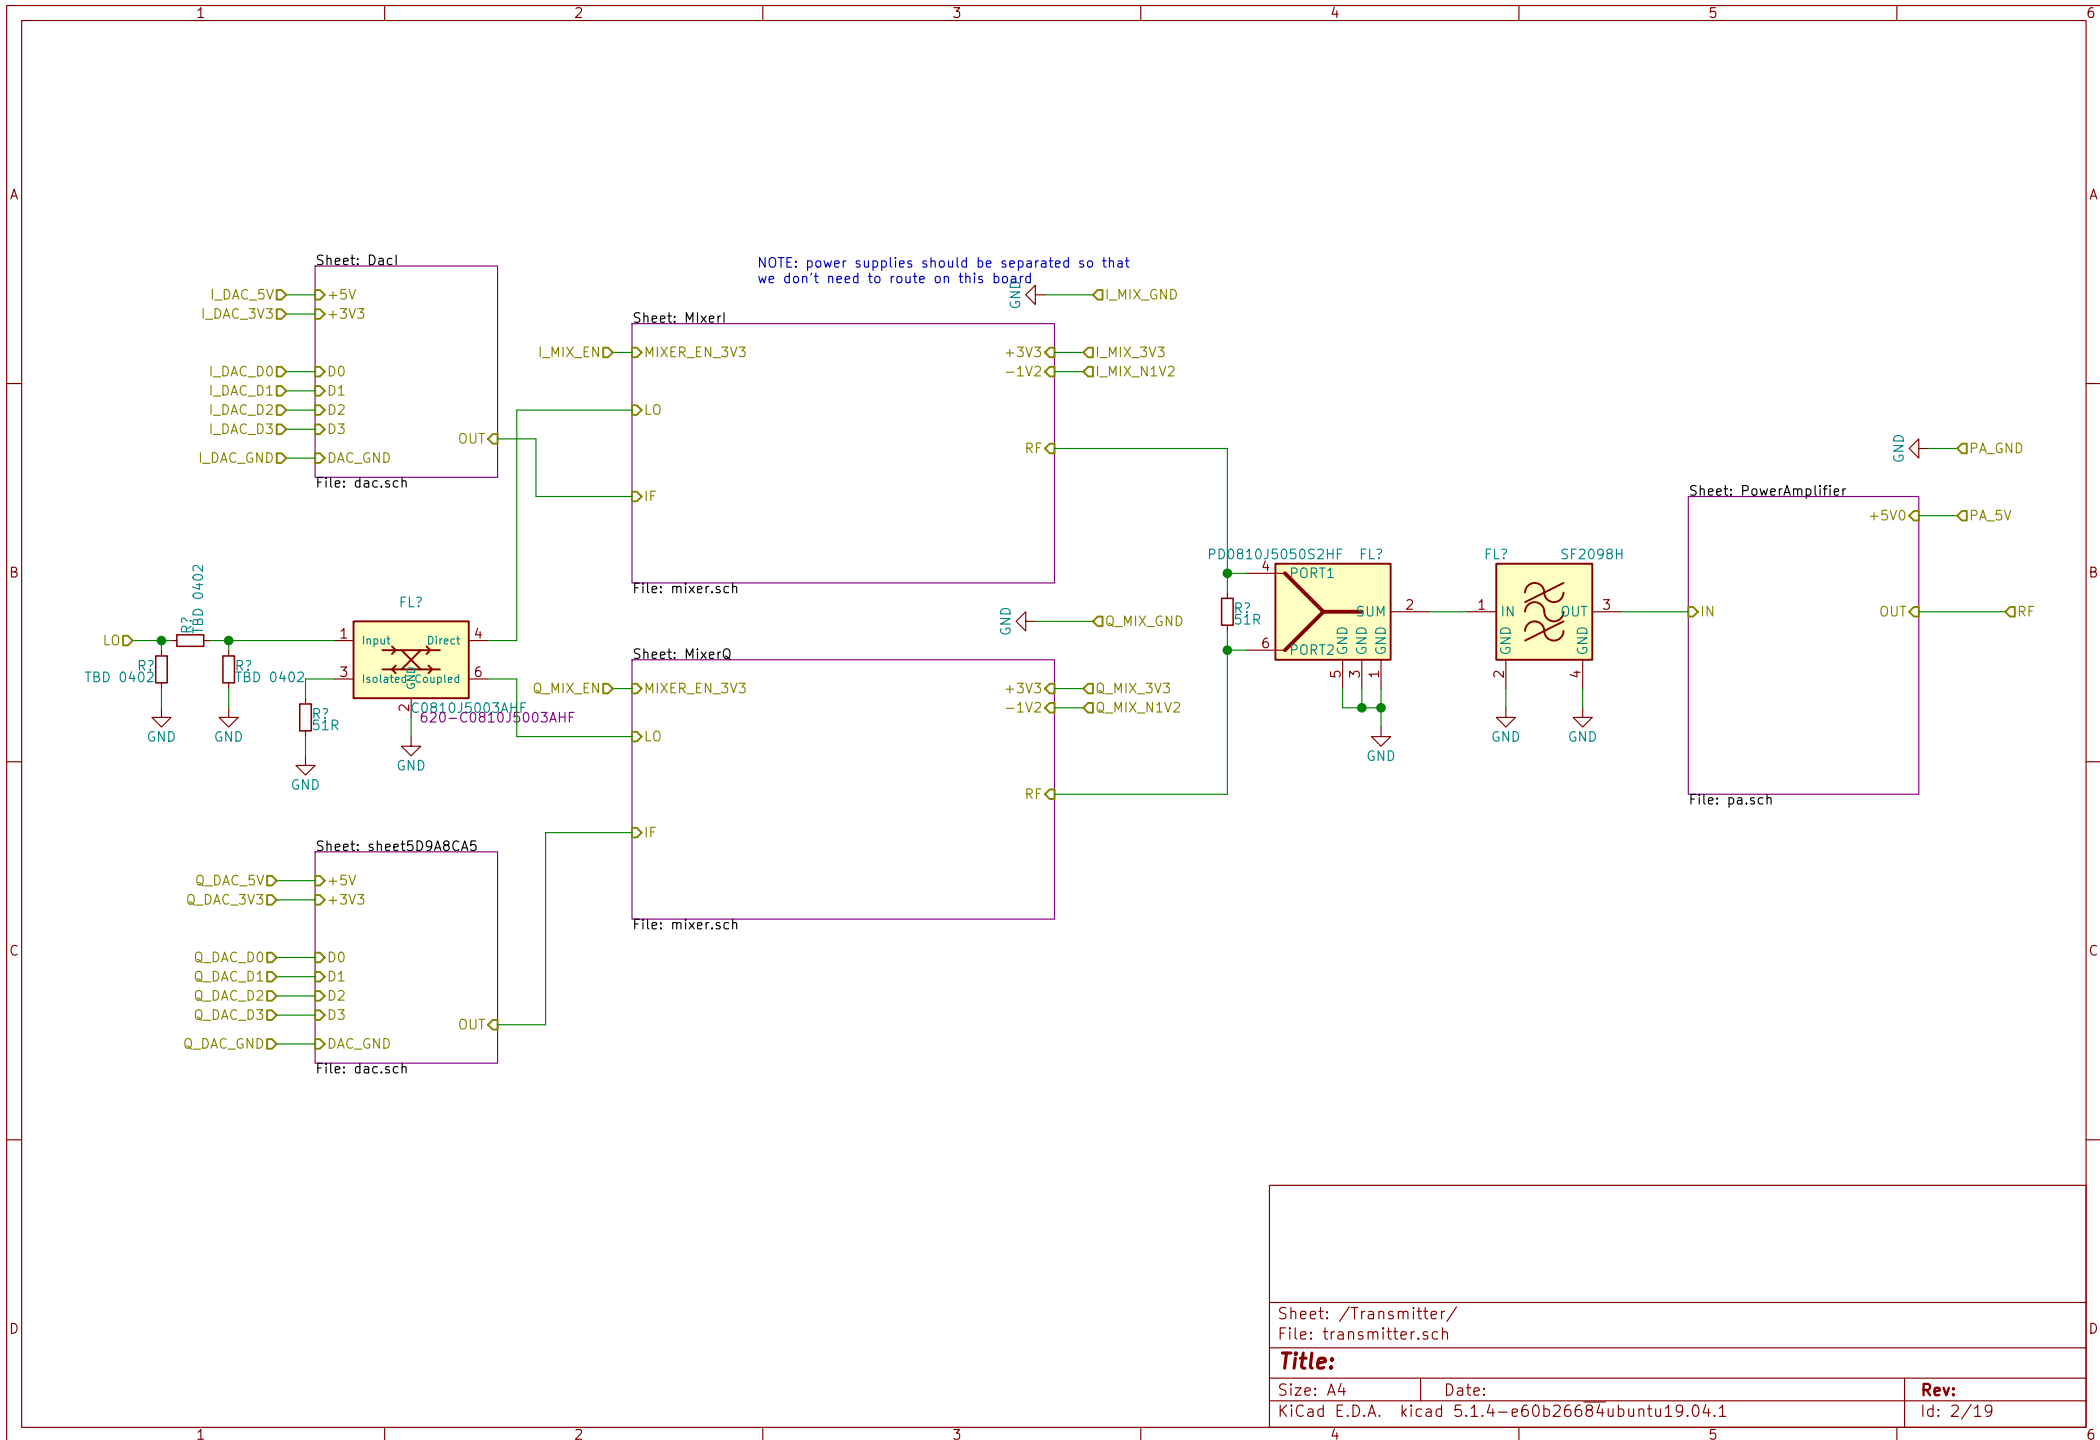 1 2 3 4 5 6
A A
B B
C C
D D
Sheet: DacI
I_DAC_5V +5V
I_DAC_3V3 +3V3
I_DAC_D0 D0
I_DAC_D1 D1
I_DAC_D2 D2
I_DAC_D3 D3
OUT
I_DAC_GND DAC_GND
File: dac.sch
NOTE: power supplies should be separated so that
we don't need to route on this board
GND I_MIX_GND
Sheet: MIxerI
I_MIX_EN MIXER_EN_3V3
+3V3 I_MIX_3V3
-1V2 I_MIX_N1V2
LO
RF
IF
File: mixer.sch
LO
R?
TBD 0402
R?
TBD 0402
GND
R?
TBD 0402
GND
FL?
1 Input Direct 4
3 Isolated Coupled 6
GND
2
C0810J5003AHF
620-C0810J5003AHF
GND
R?
51R
GND
GND Q_MIX_GND
Sheet: MixerQ
Q_MIX_EN MIXER_EN_3V3
+3V3 Q_MIX_3V3
-1V2 Q_MIX_N1V2
LO
RF
IF
File: mixer.sch
Sheet: sheet5D9A8CA5
Q_DAC_5V +5V
Q_DAC_3V3 +3V3
Q_DAC_D0 D0
Q_DAC_D1 D1
Q_DAC_D2 D2
Q_DAC_D3 D3
OUT
Q_DAC_GND DAC_GND
File: dac.sch
PD0810J5050S2HF FL?
4 PORT1
R?
51R
SUM 2
6 PORT2
GND GND GND
5 3 1
GND
FL? SF2098H
1 IN OUT 3
GND GND
2 4
GND GND
GND PA_GND
Sheet: PowerAmplifier
+5V0 PA_5V
IN
OUT RF
File: pa.sch
Sheet: /Transmitter/
File: transmitter.sch
Title:
Size: A4 Date: Rev:
KiCad E.D.A. kicad 5.1.4-e60b26684ubuntu19.04.1 Id: 2/19
1 2 3 4 5 6